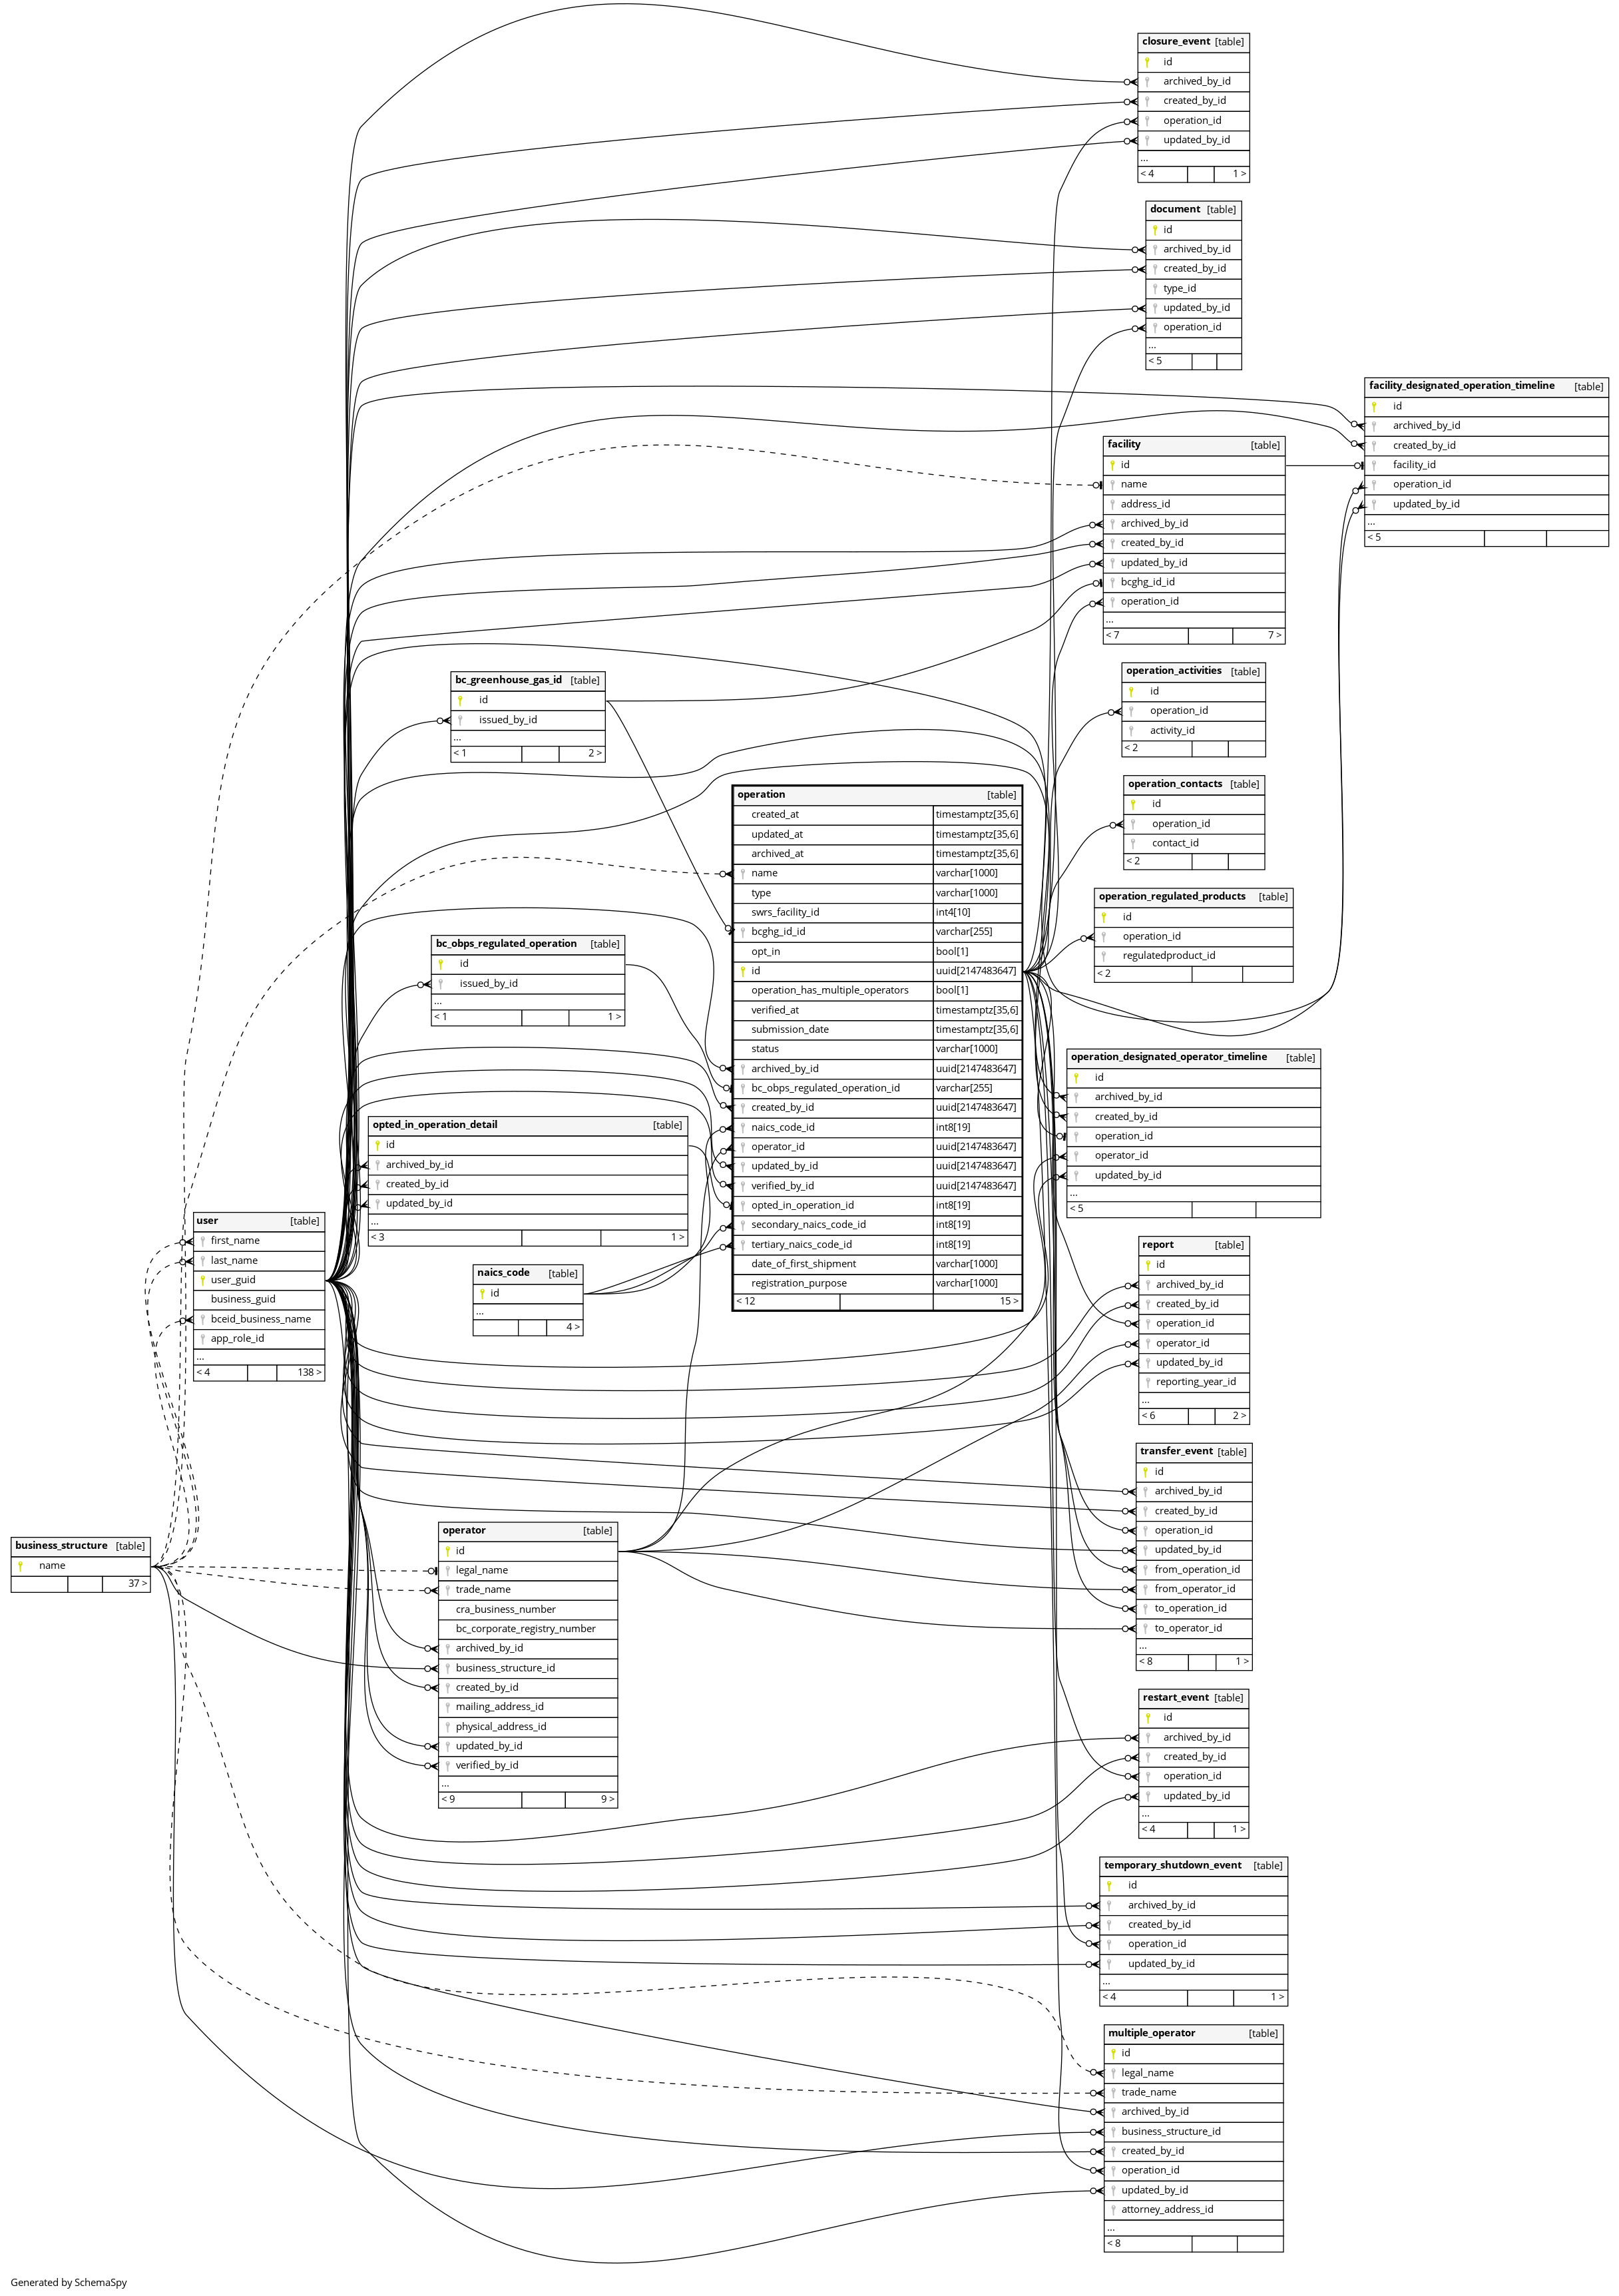 closure_event [table]
id
archived_by_id
created_by_id
operation_id
updated_by_id
...
< 4 1 >
document [table]
id
archived_by_id
created_by_id
type_id
updated_by_id
operation_id
...
< 5
facility_designated_operation_timeline [table]
id
archived_by_id
created_by_id
facility_id
operation_id
updated_by_id
...
< 5
facility [table]
id
name
address_id
archived_by_id
created_by_id
updated_by_id
bcghg_id_id
operation_id
...
< 7 7 >
bc_greenhouse_gas_id [table]
id
issued_by_id
...
< 1 2 >
operation_activities [table]
id
operation_id
activity_id
< 2
operation_contacts [table]
id
operation_id
contact_id
< 2
operation [table]
created_at timestamptz[35,6]
updated_at timestamptz[35,6]
archived_at timestamptz[35,6]
name varchar[1000]
type varchar[1000]
swrs_facility_id int4[10]
bcghg_id_id varchar[255]
opt_in bool[1]
id uuid[2147483647]
operation_has_multiple_operators bool[1]
verified_at timestamptz[35,6]
submission_date timestamptz[35,6]
status varchar[1000]
archived_by_id uuid[2147483647]
bc_obps_regulated_operation_id varchar[255]
created_by_id uuid[2147483647]
naics_code_id int8[19]
operator_id uuid[2147483647]
updated_by_id uuid[2147483647]
verified_by_id uuid[2147483647]
opted_in_operation_id int8[19]
secondary_naics_code_id int8[19]
tertiary_naics_code_id int8[19]
date_of_first_shipment varchar[1000]
registration_purpose varchar[1000]
< 12 15 >
operation_regulated_products [table]
id
operation_id
regulatedproduct_id
< 2
bc_obps_regulated_operation [table]
id
issued_by_id
...
< 1 1 >
operation_designated_operator_timeline [table]
id
archived_by_id
created_by_id
operation_id
operator_id
updated_by_id
...
< 5
opted_in_operation_detail [table]
id
archived_by_id
created_by_id
updated_by_id
...
< 3 1 >
user [table]
first_name
last_name
user_guid
business_guid
bceid_business_name
app_role_id
...
< 4 138 >
naics_code [table]
id
...
4 >
report [table]
id
archived_by_id
created_by_id
operation_id
operator_id
updated_by_id
reporting_year_id
...
< 6 2 >
transfer_event [table]
id
archived_by_id
created_by_id
operation_id
updated_by_id
from_operation_id
from_operator_id
to_operation_id
to_operator_id
...
< 8 1 >
business_structure [table]
name
37 >
operator [table]
id
legal_name
trade_name
cra_business_number
bc_corporate_registry_number
archived_by_id
business_structure_id
created_by_id
mailing_address_id
physical_address_id
updated_by_id
verified_by_id
...
< 9 9 >
restart_event [table]
id
archived_by_id
created_by_id
operation_id
updated_by_id
...
< 4 1 >
temporary_shutdown_event [table]
id
archived_by_id
created_by_id
operation_id
updated_by_id
...
< 4 1 >
multiple_operator [table]
id
legal_name
trade_name
archived_by_id
business_structure_id
created_by_id
operation_id
updated_by_id
attorney_address_id
...
< 8
Generated by SchemaSpy